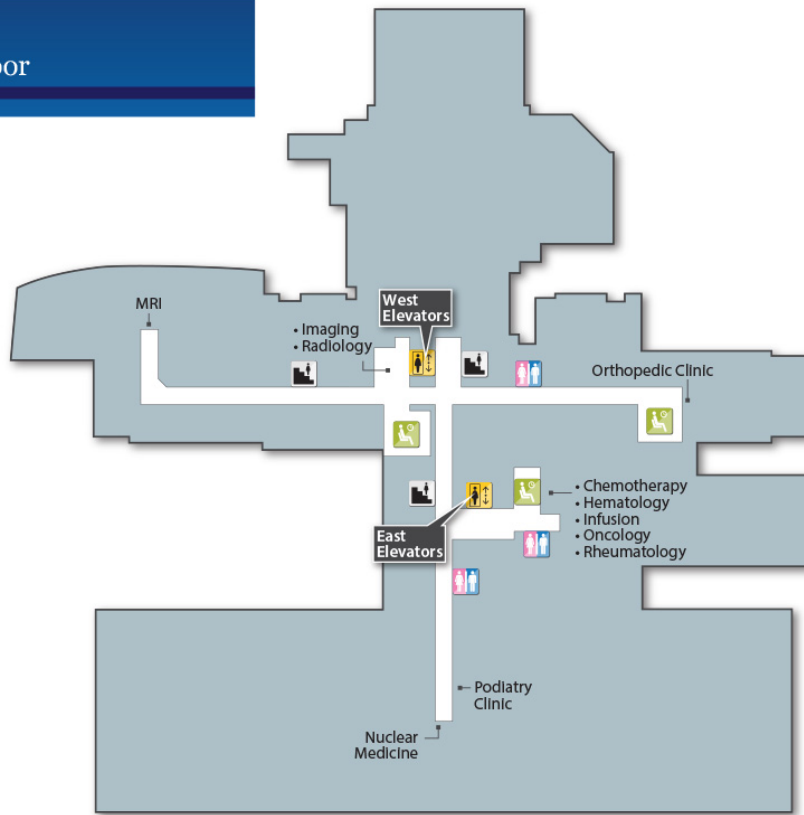 oor
MRI
• Imaging
• Radiology
West
Elevators
Orthopedic Clinic
• Chemotherapy
• Hematology
• Infusion
• Oncology
• Rheumatology
East
Elevators
Podiatry
Clinic
Nuclear
Medicine